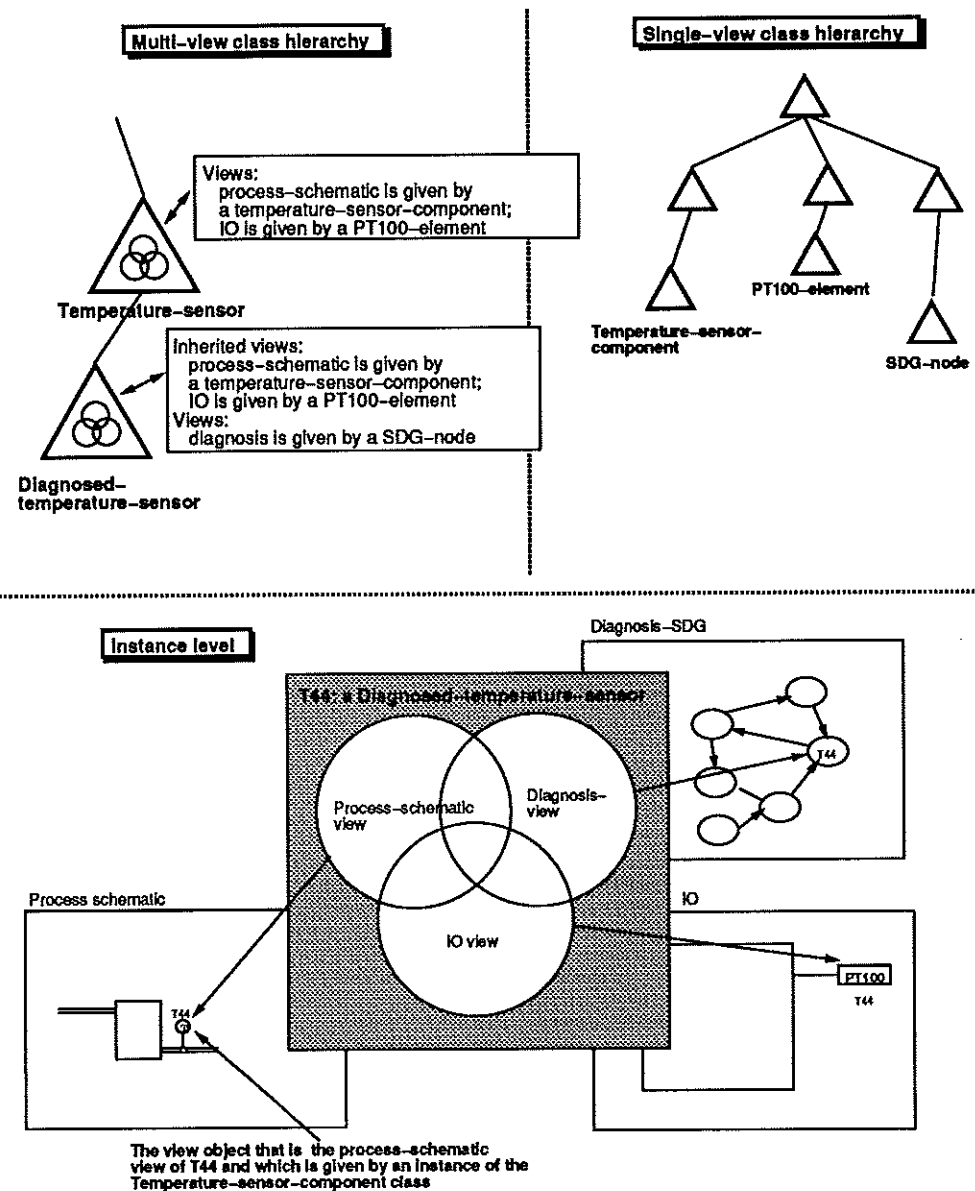 Multi-view class hierarchy
Views:
process-schematic is given by
a temperature-sensor-component;
IO is given by a PT100-element
Temperature-sensor
Inherited views:
process-schematic is given by
a temperature-sensor-component;
IO is given by a PT100-element
Views:
diagnosis is given by a SDG-node
Diagnosed-
temperature-sensor
Single-view class hierarchy
PT100-element
Temperature-sensor-
component
SDG-node
Instance level
Diagnosis-SDG
T44: a Diagnosed-temperature-sensor
T44
Process-schematic
view
Diagnosis-
view
IO view
Process schematic
T44
IO
PT100
T44
The view object that is the process-schematic
view of T44 and which is given by an instance of the
Temperature-sensor-component class